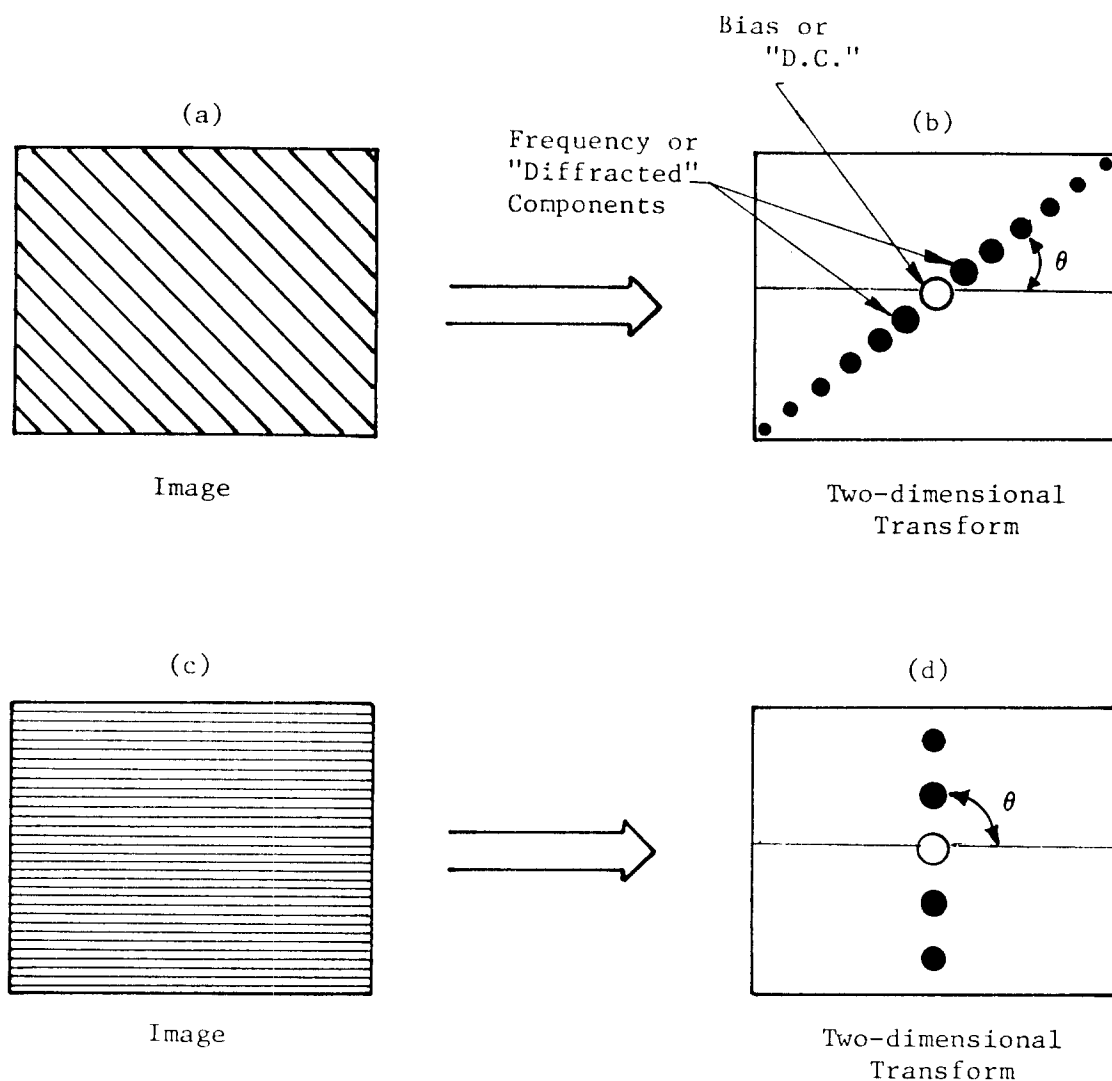 Bias or
"D.C."
(a)
Frequency or
"Diffracted"
Components
(b)
θ
Image
Two-dimensional
Transform
(c)
(d)
θ
Image
Two-dimensional
Transform